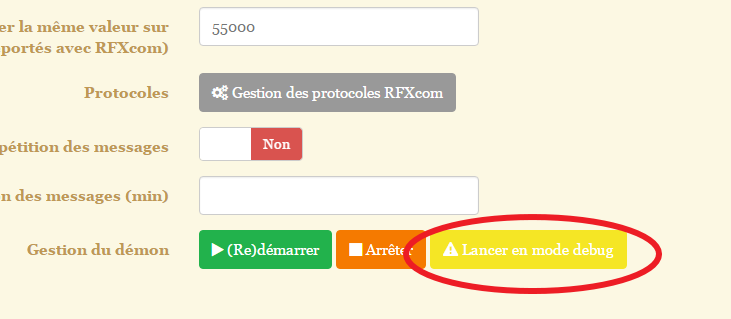 er la même valeur sur
portés avec RFXcom)
55000
Protocoles
Gestion des protocoles RFXcom
pétition des messages
Non
n des messages (min)
Gestion du démon
(Re)démarrer
Arrêter
Lancer en mode debug